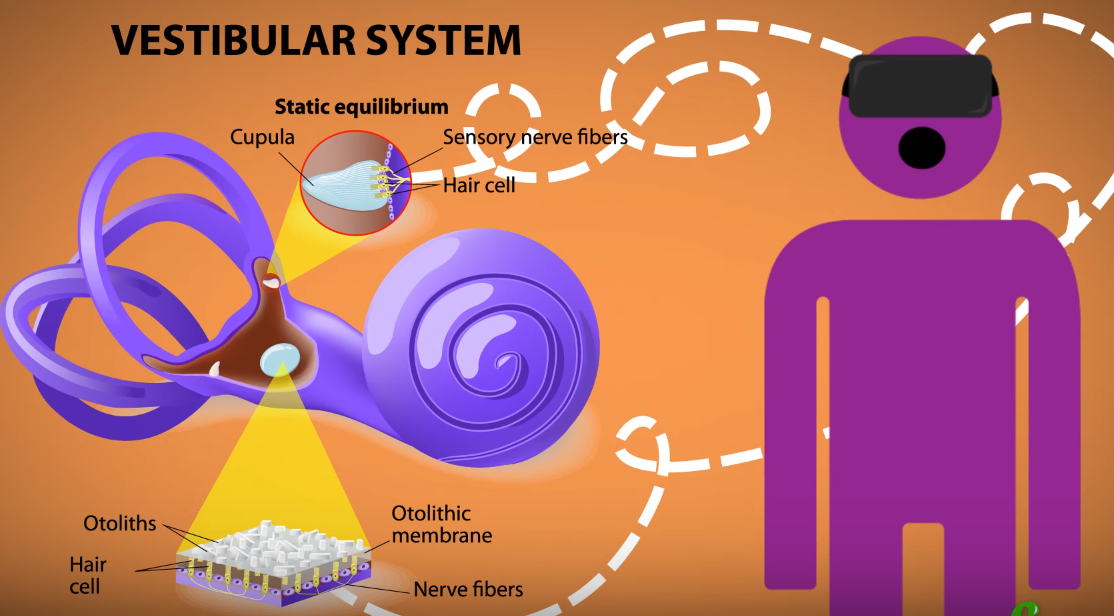 VESTIBULAR SYSTEM
Static equilibrium
Cupula
Sensory nerve fibers
Hair cell
Otoliths
Hair
cell
Otolithic
membrane
Nerve fibers